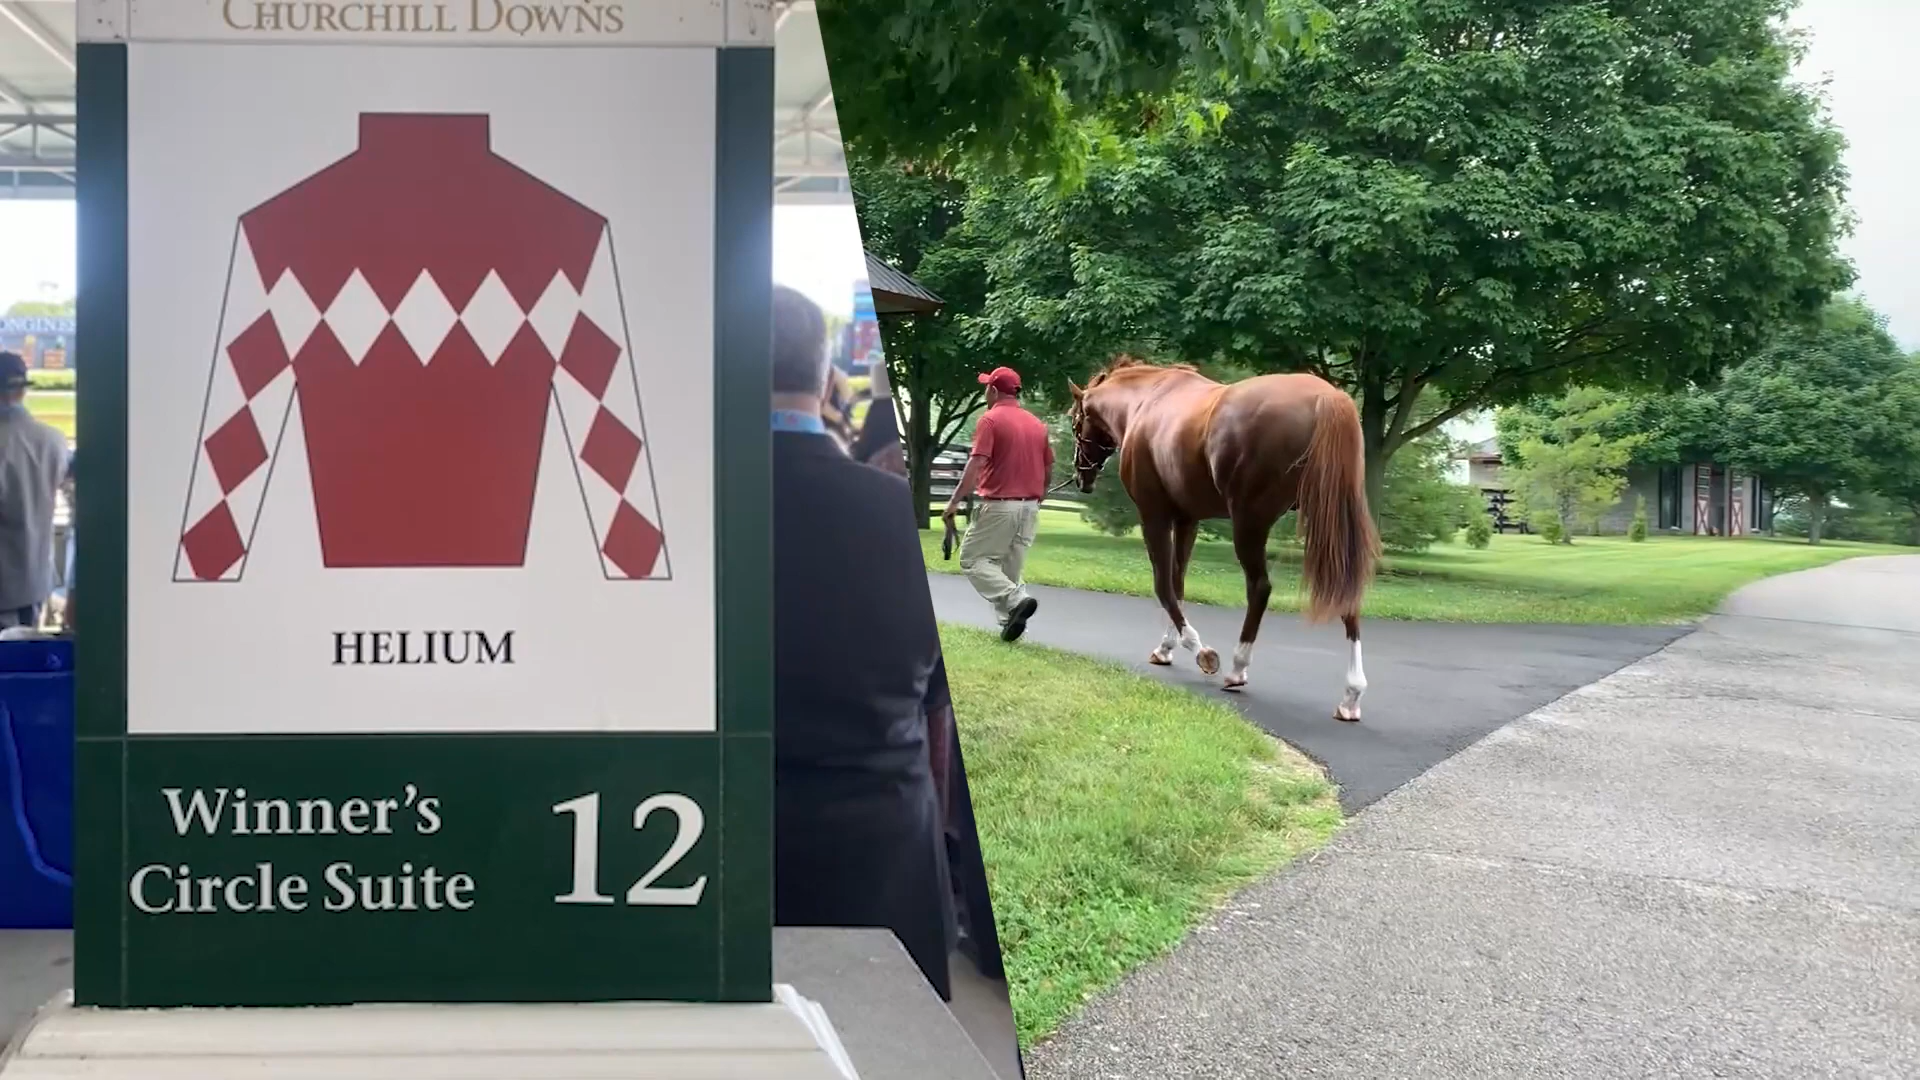 CHURCHILL DOWNS
HELIUM
Winner's
Circle Suite
12